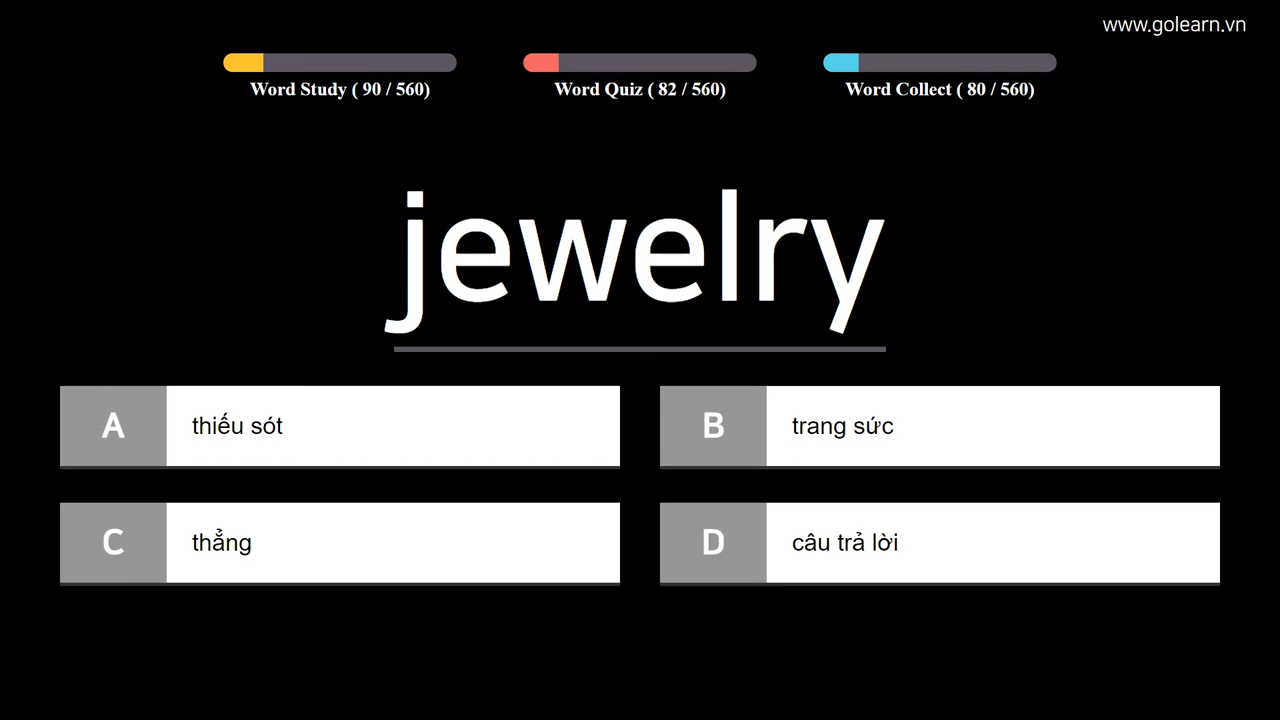 www.golearn.vn
Word Study ( 90 / 560)
Word Quiz ( 82 / 560)
Word Collect ( 80 / 560)
jewelry
A thiếu sót
B trang sức
C thẳng
D câu trả lời